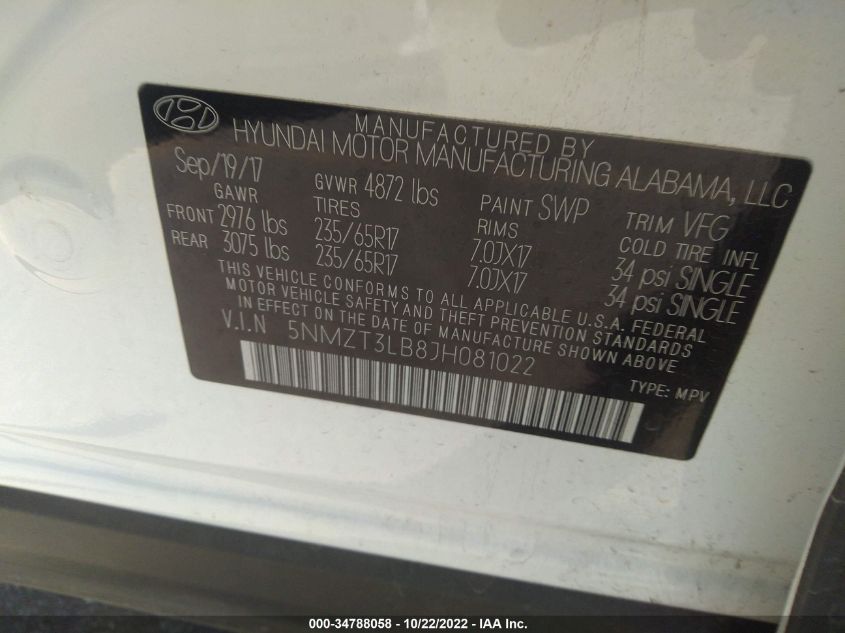 MANUFACTURED BY
HYUNDAI MOTOR MANUFACTURING ALABAMA, LLC
Sep/19/17 GVWR 4872 lbs PAINT SWP TRIM VFG
GAWR TIRES RIMS COLD TIRE INFL
FRONT 2976 lbs 235/65R17 7.0JX17 34 psi SINGLE
REAR 3075 lbs 235/65R17 7.0JX17 34 psi SINGLE
THIS VEHICLE CONFORMS TO ALL APPLICABLE U.S.A. FEDERAL
MOTOR VEHICLE SAFETY AND THEFT PREVENTION STANDARDS
IN EFFECT ON THE DATE OF MANUFACTURE SHOWN ABOVE
V.I.N 5NMZT3LB8JH081022
TYPE: MPV
000-34788058 - 10/22/2022 - IAA Inc.